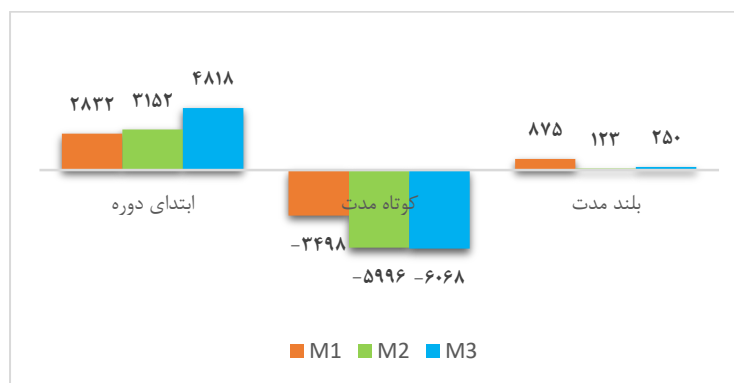 ۲۸۳۲ ۳۱۵۲ ۴۸۱۸
۸۷۵ ۱۲۳ ۲۵۰
ابتدای دوره
کوتاه مدت
بلند مدت
-۳۴۹۸
-۵۹۹۶ -۶۰۶۸
M1 M2 M3